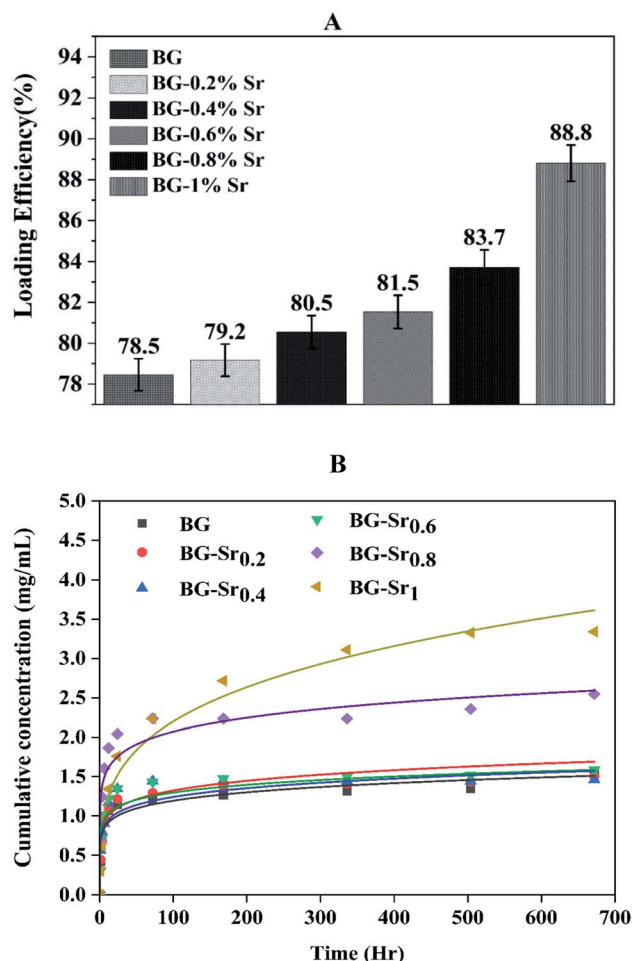 A
Loading Efficiency(%)
94
92
90
88
86
84
82
80
78
BG
BG-0.2% Sr
BG-0.4% Sr
BG-0.6% Sr
BG-0.8% Sr
BG-1% Sr
78.5
79.2
80.5
81.5
83.7
88.8
B
Cumulative concentration (mg/mL)
5.0
4.5
4.0
3.5
3.0
2.5
2.0
1.5
1.0
0.5
0.0
BG
BG-Sr0.2
BG-Sr0.4
BG-Sr0.6
BG-Sr0.8
BG-Sr1
0 100 200 300 400 500 600 700
Time (Hr)